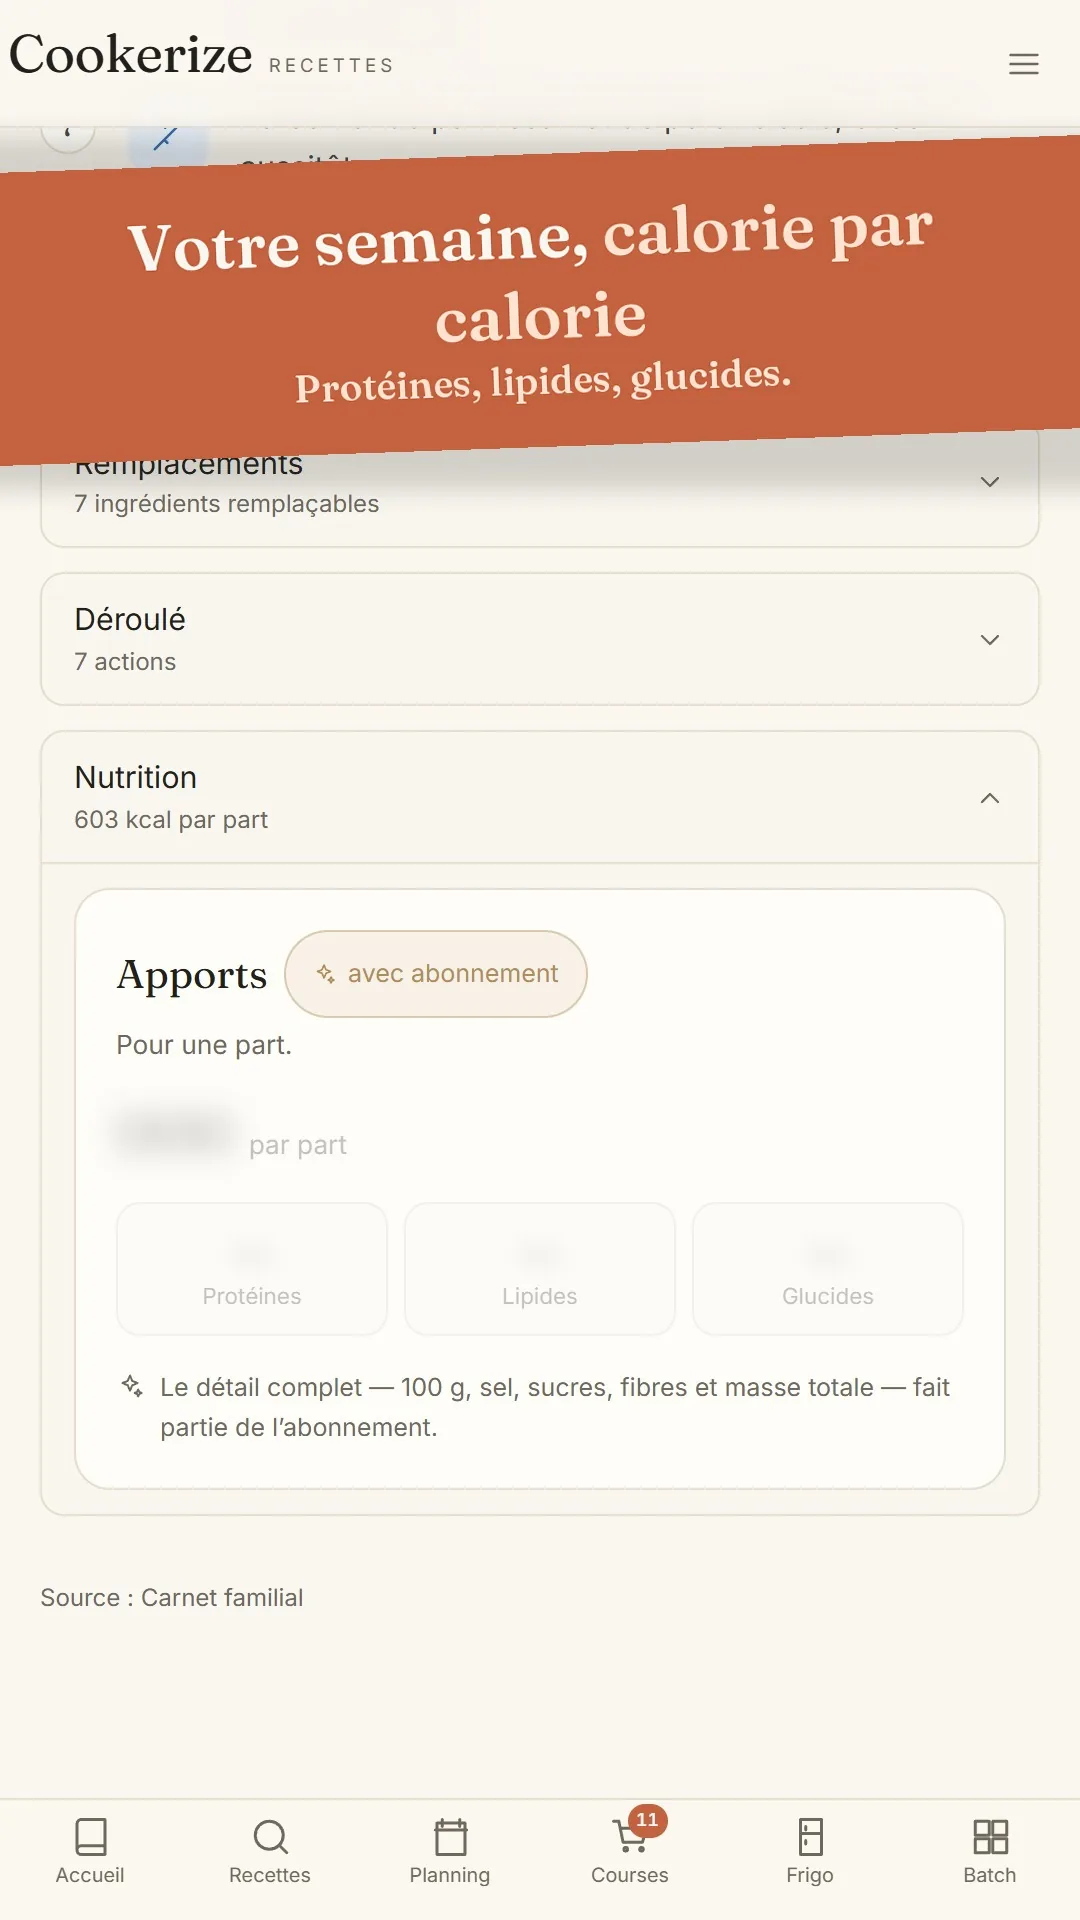 Cookerize RECETTES
Votre semaine, calorie par
calorie
Protéines, lipides, glucides.
Remplacements
7 ingrédients remplaçables
Déroulé
7 actions
Nutrition
603 kcal par part
Apports avec abonnement
Pour une part.
par part
Protéines Lipides Glucides
Le détail complet — 100 g, sel, sucres, fibres et masse totale — fait
partie de l’abonnement.
Source : Carnet familial
11
Accueil Recettes Planning Courses Frigo Batch